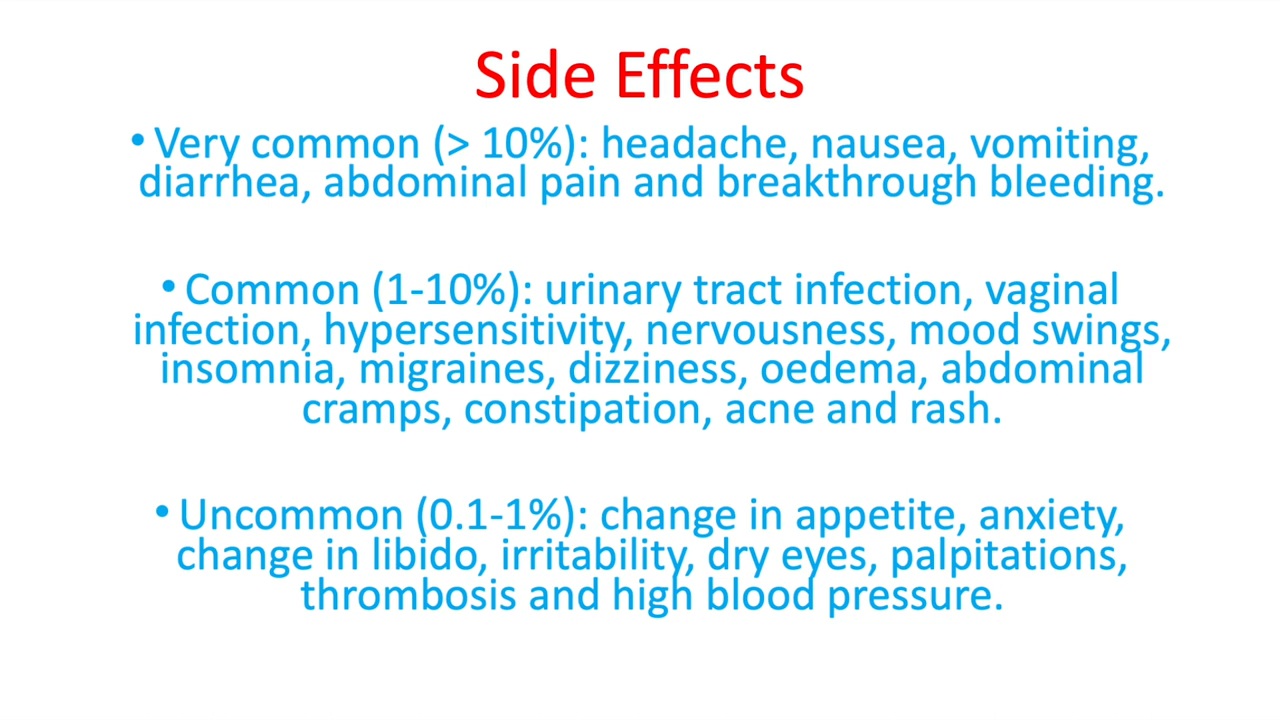 Side Effects
• Very common (> 10%): headache, nausea, vomiting,
diarrhea, abdominal pain and breakthrough bleeding.
• Common (1-10%): urinary tract infection, vaginal
infection, hypersensitivity, nervousness, mood swings,
insomnia, migraines, dizziness, oedema, abdominal
cramps, constipation, acne and rash.
• Uncommon (0.1-1%): change in appetite, anxiety,
change in libido, irritability, dry eyes, palpitations,
thrombosis and high blood pressure.